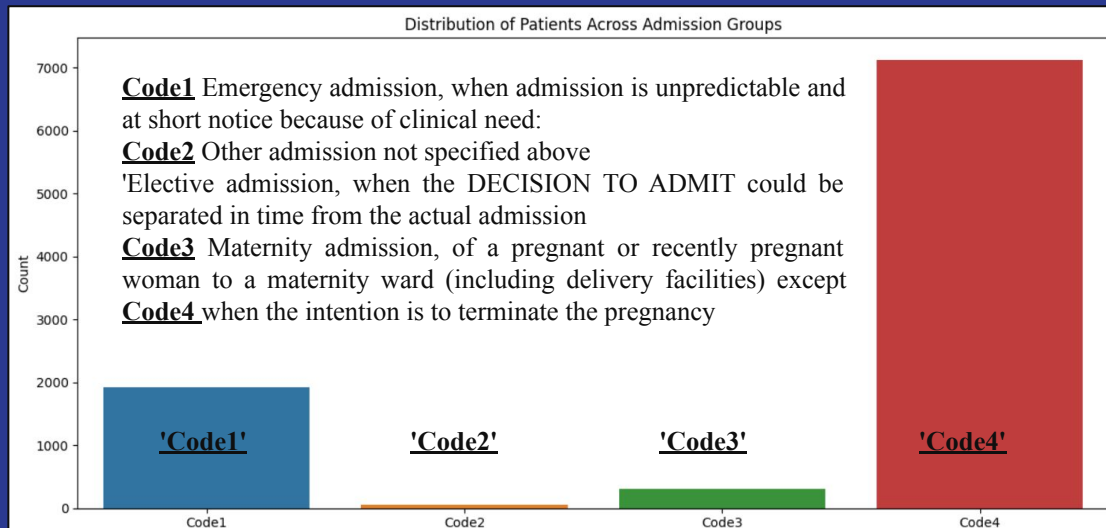 Distribution of Patients Across Admission Groups
7000
6000
5000
4000
3000
2000
1000
0
Count
Code1 Emergency admission, when admission is unpredictable and
at short notice because of clinical need:
Code2 Other admission not specified above
'Elective admission, when the DECISION TO ADMIT could be
separated in time from the actual admission
Code3 Maternity admission, of a pregnant or recently pregnant
woman to a maternity ward (including delivery facilities) except
Code4 when the intention is to terminate the pregnancy
'Code1' 'Code2' 'Code3' 'Code4'
Code1 Code2 Code3 Code4